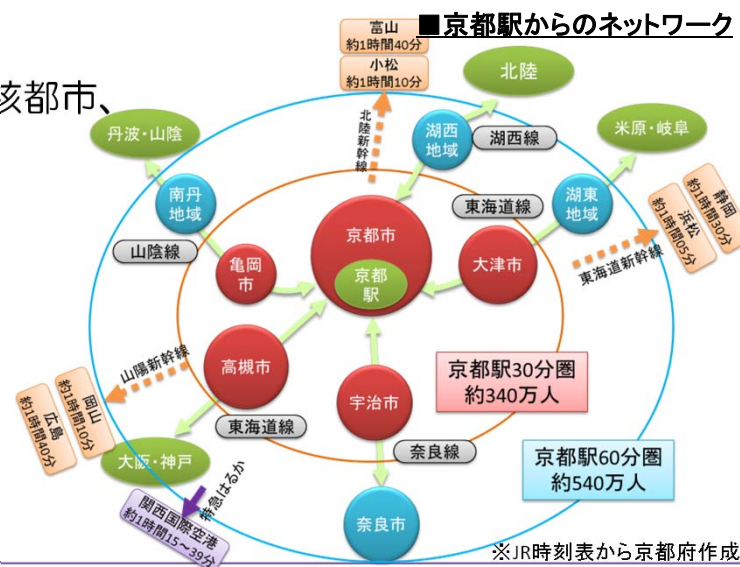 ■京都駅からのネットワーク
核都市、
富山
約1時間40分
小松
約1時間10分
北陸
北陸新幹線
湖西
地域
湖西線
丹波・山陰
米原・岐阜
南丹
地域
山陰線
東海道線
湖東
地域
静岡
約1時間30分
浜松
約1時間05分
東海道新幹線
京都市
京都
駅
亀岡
市
大津市
山陽新幹線
高槻市
宇治市
京都駅30分圏
約340万人
岡山
約1時間10分
広島
約1時間40分
東海道線
奈良線
大阪・神戸
京都駅60分圏
約540万人
特急はるか
関西国際空港
約1時間15~39分
奈良市
※JR時刻表から京都府作成